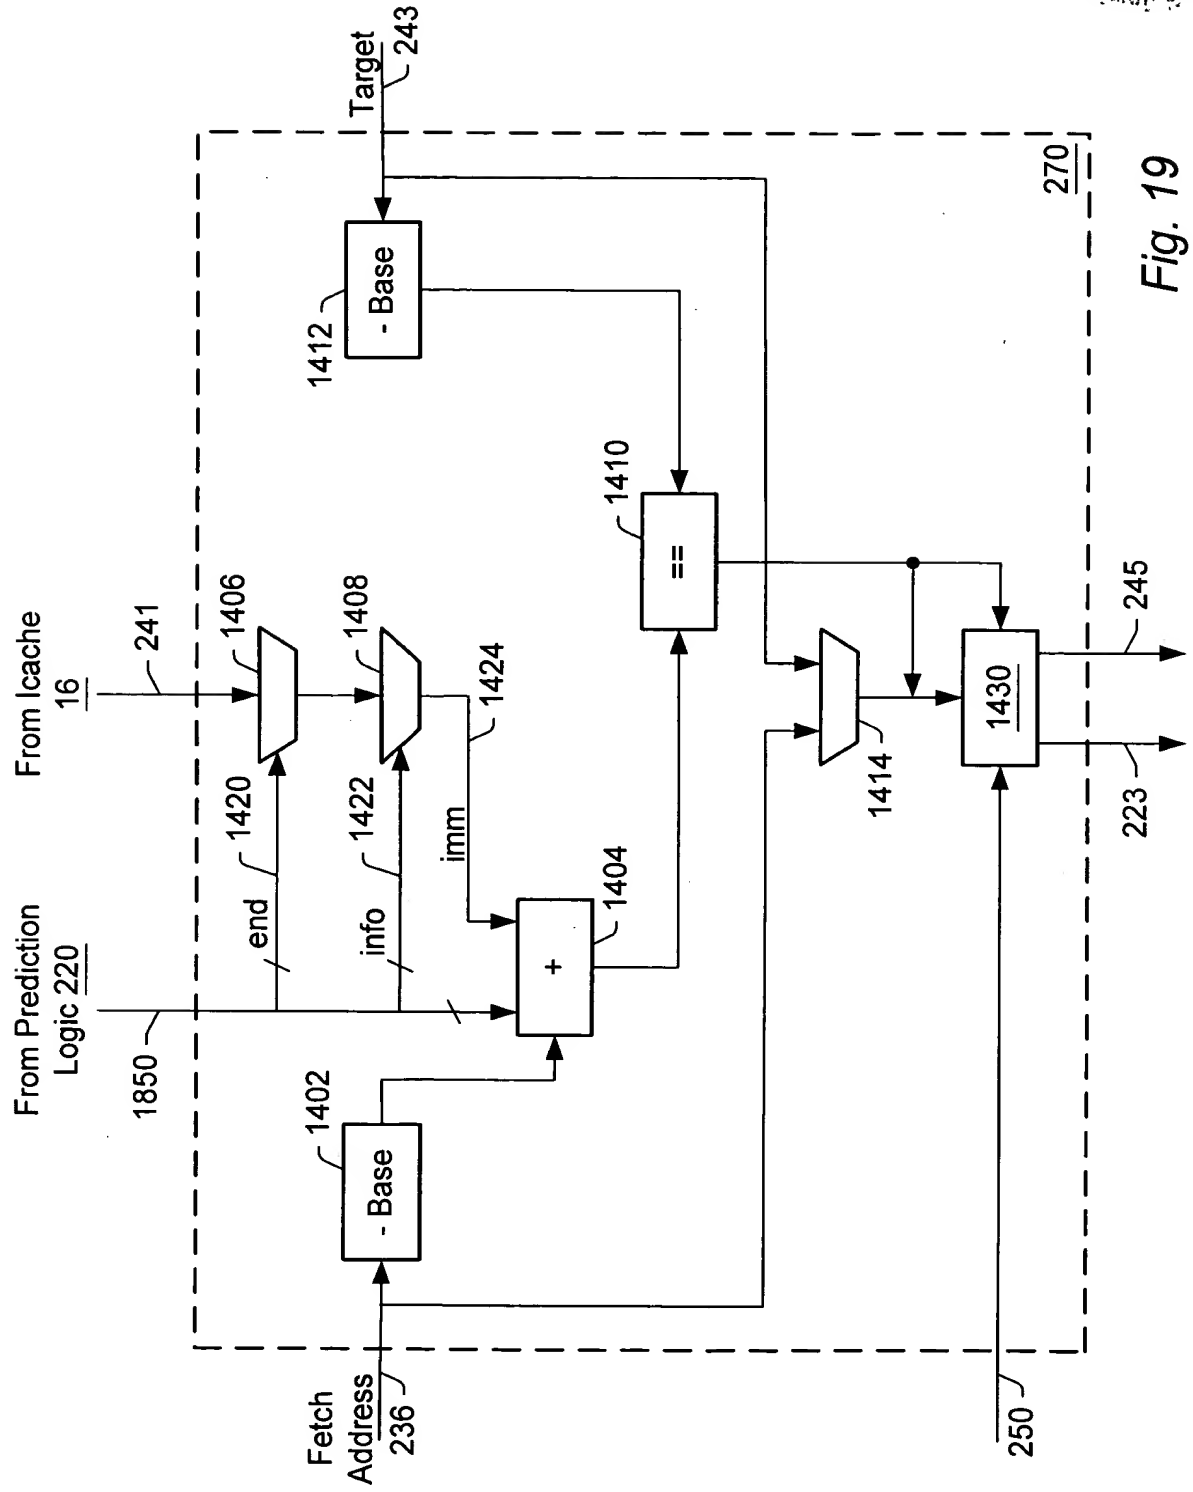 From Prediction
Logic 220
From Icache
16
1850
241
Target
243
Fetch
Address
236
1402
- Base
end
1420
1406
info
1422
1408
imm
1424
1412
- Base
+
1404
==
1410
1414
1430
250
223
245
270
Fig. 19